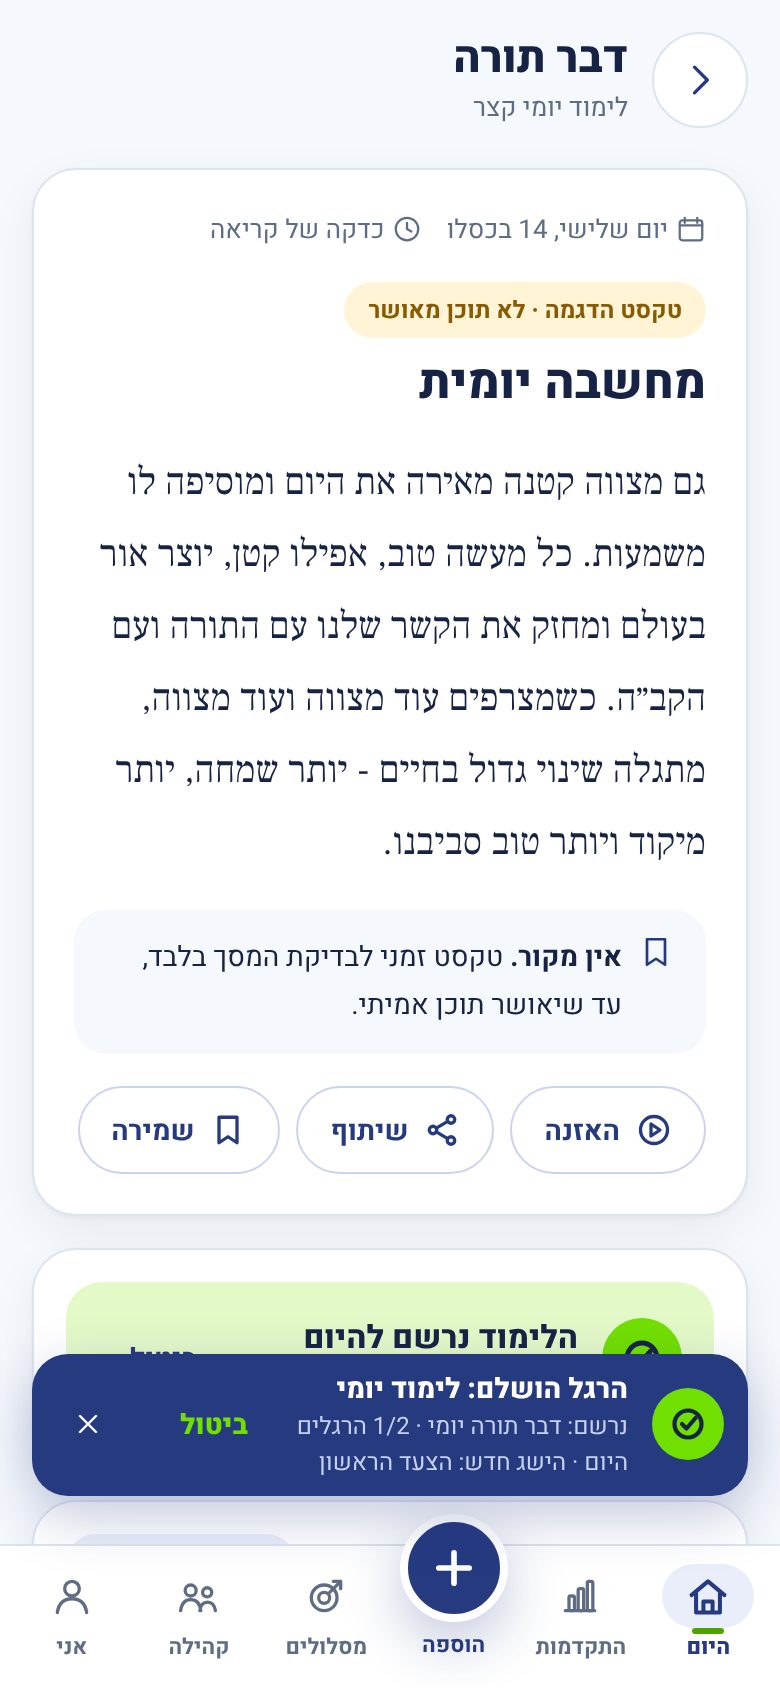 דבר תורה
לימוד יומי קצר
יום שלישי, 14 בכסלו
כדקה של קריאה
טקסט הדגמה · לא תוכן מאושר
מחשבה יומית
גם מצווה קטנה מאירה את היום ומוסיפה לו
משמעות. כל מעשה טוב, אפילו קטן, יוצר אור
בעולם ומחזק את הקשר שלנו עם התורה ועם
הקב״ה. כשמצרפים עוד מצווה ועוד מצווה,
מתגלה שינוי גדול בחיים - יותר שמחה, יותר
מיקוד ויותר טוב סביבנו.
אין מקור. טקסט זמני לבדיקת המסך בלבד,
עד שיאושר תוכן אמיתי.
האזנה
שיתוף
שמירה
הלימוד נרשם להיום
הרגל הושלם: לימוד יומי
נרשם: דבר תורה יומי · 1/2 הרגלים
היום · הישג חדש: הצעד הראשון
ביטול
היום
התקדמות
הוספה
מסלולים
קהילה
אני